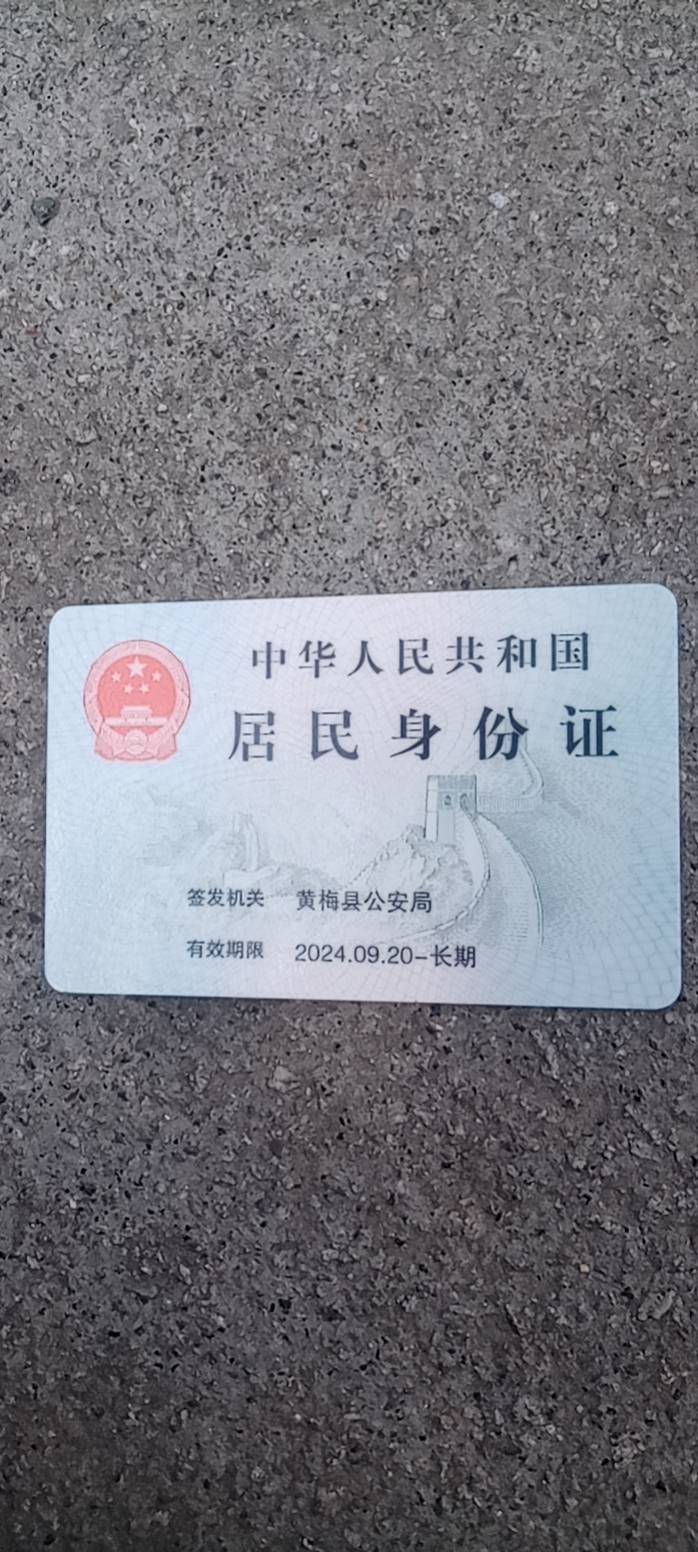 中华人民共和国
居民身份证
签发机关 黄梅县公安局
有效期限 2024.09.20-长期